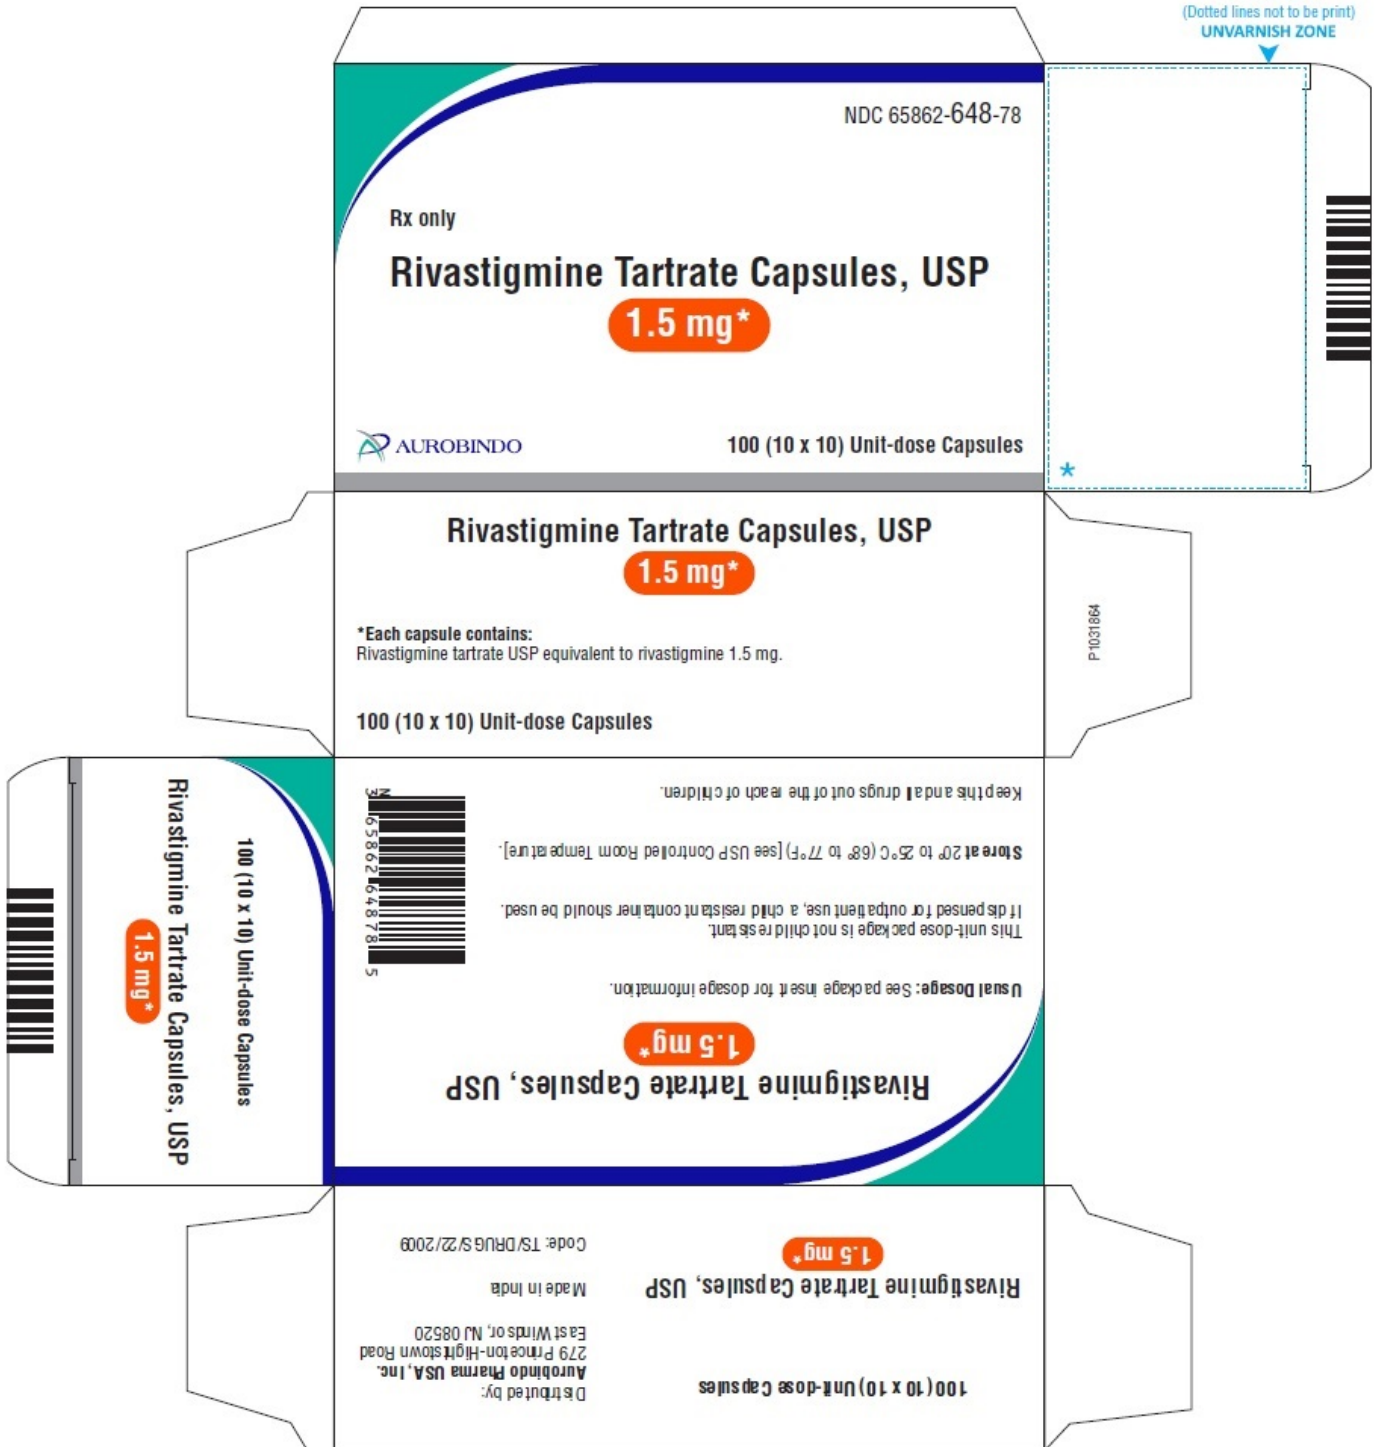 (Dotted lines not to be print)
UNVARNISH ZONE
NDC 65862-648-78
Rx only
Rivastigmine Tartrate Capsules, USP
1.5 mg*
AUROBINDO
100 (10 x 10) Unit-dose Capsules
*
Rivastigmine Tartrate Capsules, USP
1.5 mg*
*Each capsule contains:
Rivastigmine tartrate USP equivalent to rivastigmine 1.5 mg.
100 (10 x 10) Unit-dose Capsules
P1031864
Rivastigmine Tartrate Capsules, USP
1.5 mg*
100 (10 x 10) Unit-dose Capsules
Rivastigmine Tartrate Capsules, USP
1.5 mg*
Usual Dosage: See package insert for dosage information.
This unit-dose package is not child resistant.
If dispensed for outpatient use, a child resistant container should be used.
Store at 20° to 25°C (68° to 77°F) [see USP Controlled Room Temperature].
Keep this and all drugs out of the reach of children.
N
3 65862 64878 5
100 (10 x 10) Unit-dose Capsules
Rivastigmine Tartrate Capsules, USP
1.5 mg*
Distributed by:
Aurobindo Pharma USA, Inc.
279 Princeton-Hightstown Road
East Windsor, NJ 08520
Made in India
Code: TS/DRUGS/22/2009